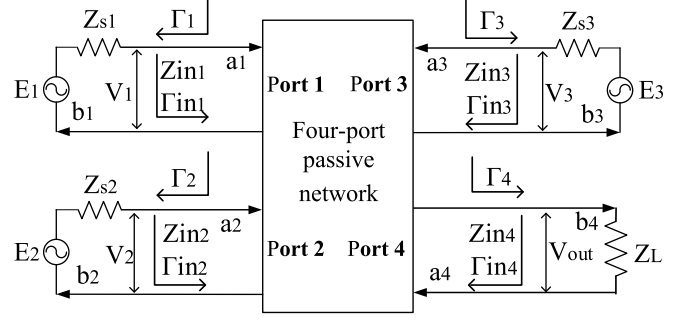 Zs1
Γ1
a1
E1
V1
b1
Zin1
Γin1
Port 1
Port 3
Γ3
Zs3
a3
Zin3
Γin3
V3
b3
E3
Four-port
passive
network
Zs2
Γ2
a2
E2
V2
b2
Zin2
Γin2
Port 2
Port 4
Γ4
b4
Zin4
Γin4
a4
Vout
ZL